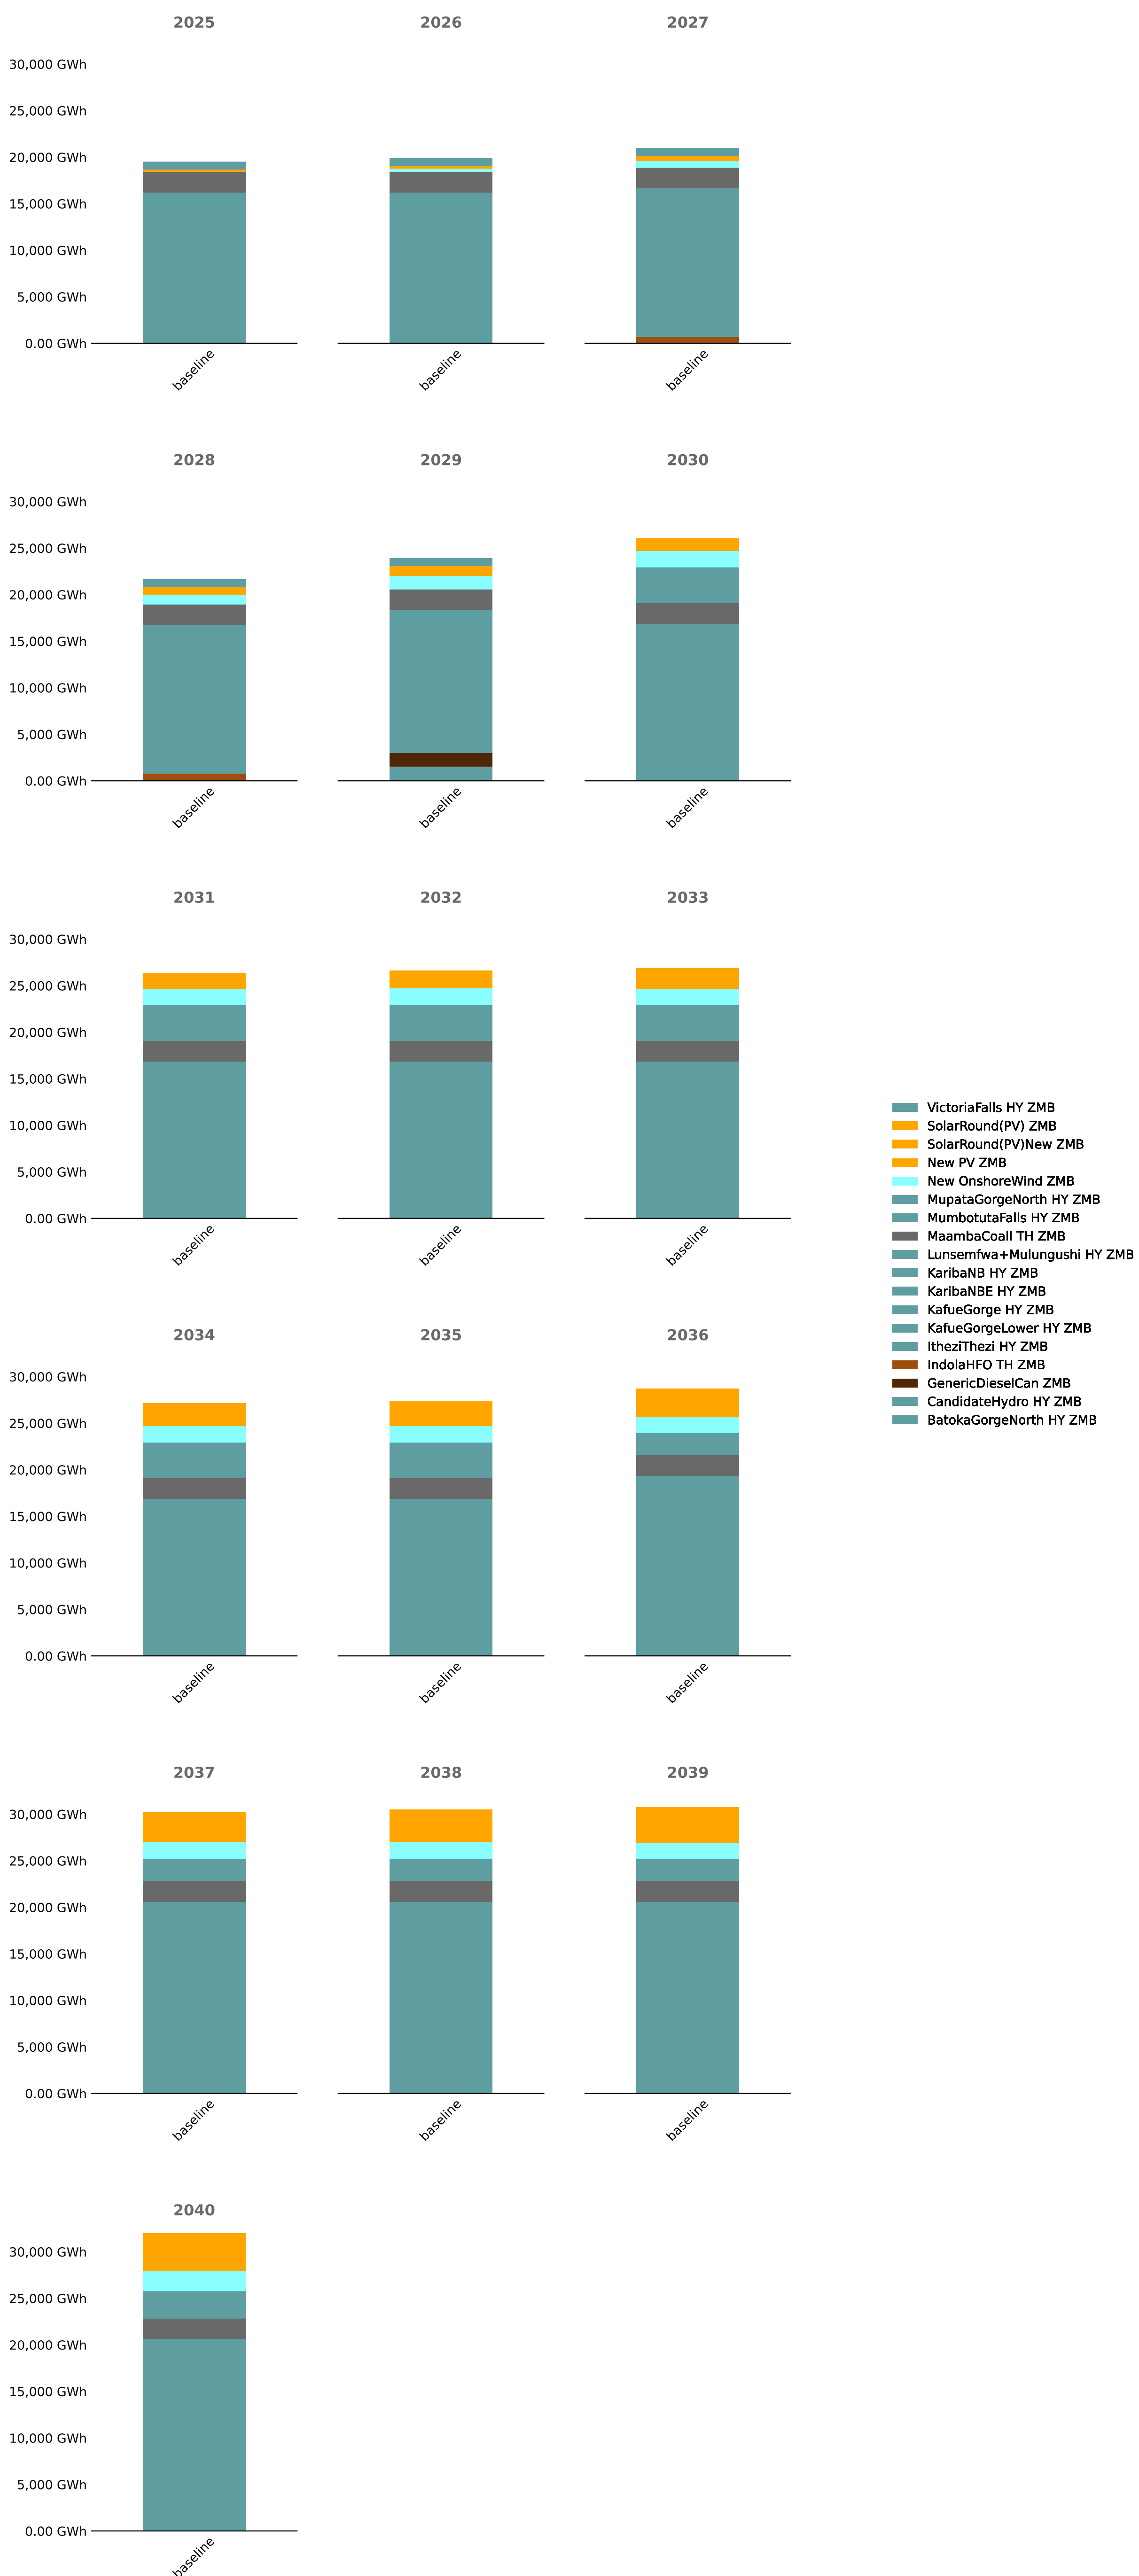 2025
2026
2027
30,000 GWh
25,000 GWh
20,000 GWh
15,000 GWh
10,000 GWh
5,000 GWh
0.00 GWh
baseline
baseline
baseline
2028
2029
2030
30,000 GWh
25,000 GWh
20,000 GWh
15,000 GWh
10,000 GWh
5,000 GWh
0.00 GWh
baseline
baseline
baseline
2031
2032
2033
30,000 GWh
25,000 GWh
20,000 GWh
15,000 GWh
10,000 GWh
5,000 GWh
0.00 GWh
baseline
baseline
baseline
VictoriaFalls HY ZMB
SolarRound(PV) ZMB
SolarRound(PV)New ZMB
New PV ZMB
New OnshoreWind ZMB
MupataGorgeNorth HY ZMB
MumbotutaFalls HY ZMB
MaambaCoalI TH ZMB
Lunsemfwa+Mulungushi HY ZMB
KaribaNB HY ZMB
KaribaNBE HY ZMB
KafueGorge HY ZMB
KafueGorgeLower HY ZMB
ItheziThezi HY ZMB
IndolaHFO TH ZMB
GenericDieselCan ZMB
CandidateHydro HY ZMB
BatokaGorgeNorth HY ZMB
2034
2035
2036
30,000 GWh
25,000 GWh
20,000 GWh
15,000 GWh
10,000 GWh
5,000 GWh
0.00 GWh
baseline
baseline
baseline
2037
2038
2039
30,000 GWh
25,000 GWh
20,000 GWh
15,000 GWh
10,000 GWh
5,000 GWh
0.00 GWh
baseline
baseline
baseline
2040
30,000 GWh
25,000 GWh
20,000 GWh
15,000 GWh
10,000 GWh
5,000 GWh
0.00 GWh
baseline